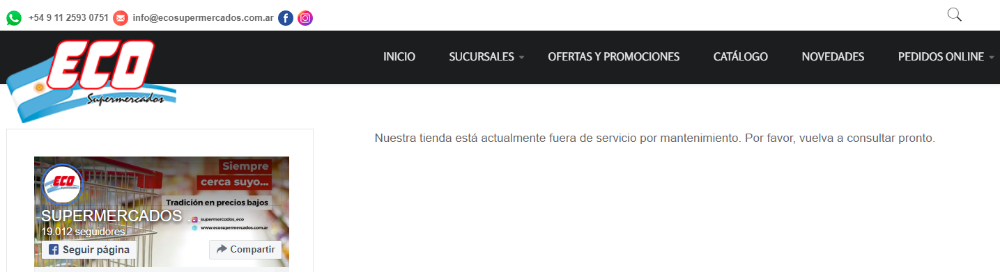 +54 9 11 2593 0751 info@ecosupermercados.com.ar
ECO
Supermercados
INICIO SUCURSALES OFERTAS Y PROMOCIONES CATÁLOGO NOVEDADES PEDIDOS ONLINE
Nuestra tienda está actualmente fuera de servicio por mantenimiento. Por favor, vuelva a consultar pronto.
Siempre
cerca suyo...
ECO
Tradición en precios bajos
SUPERMERCADOS .
supermercados_eco
www.ecosupermercados.com.ar
19.012 seguidores
Seguir página
Compartir